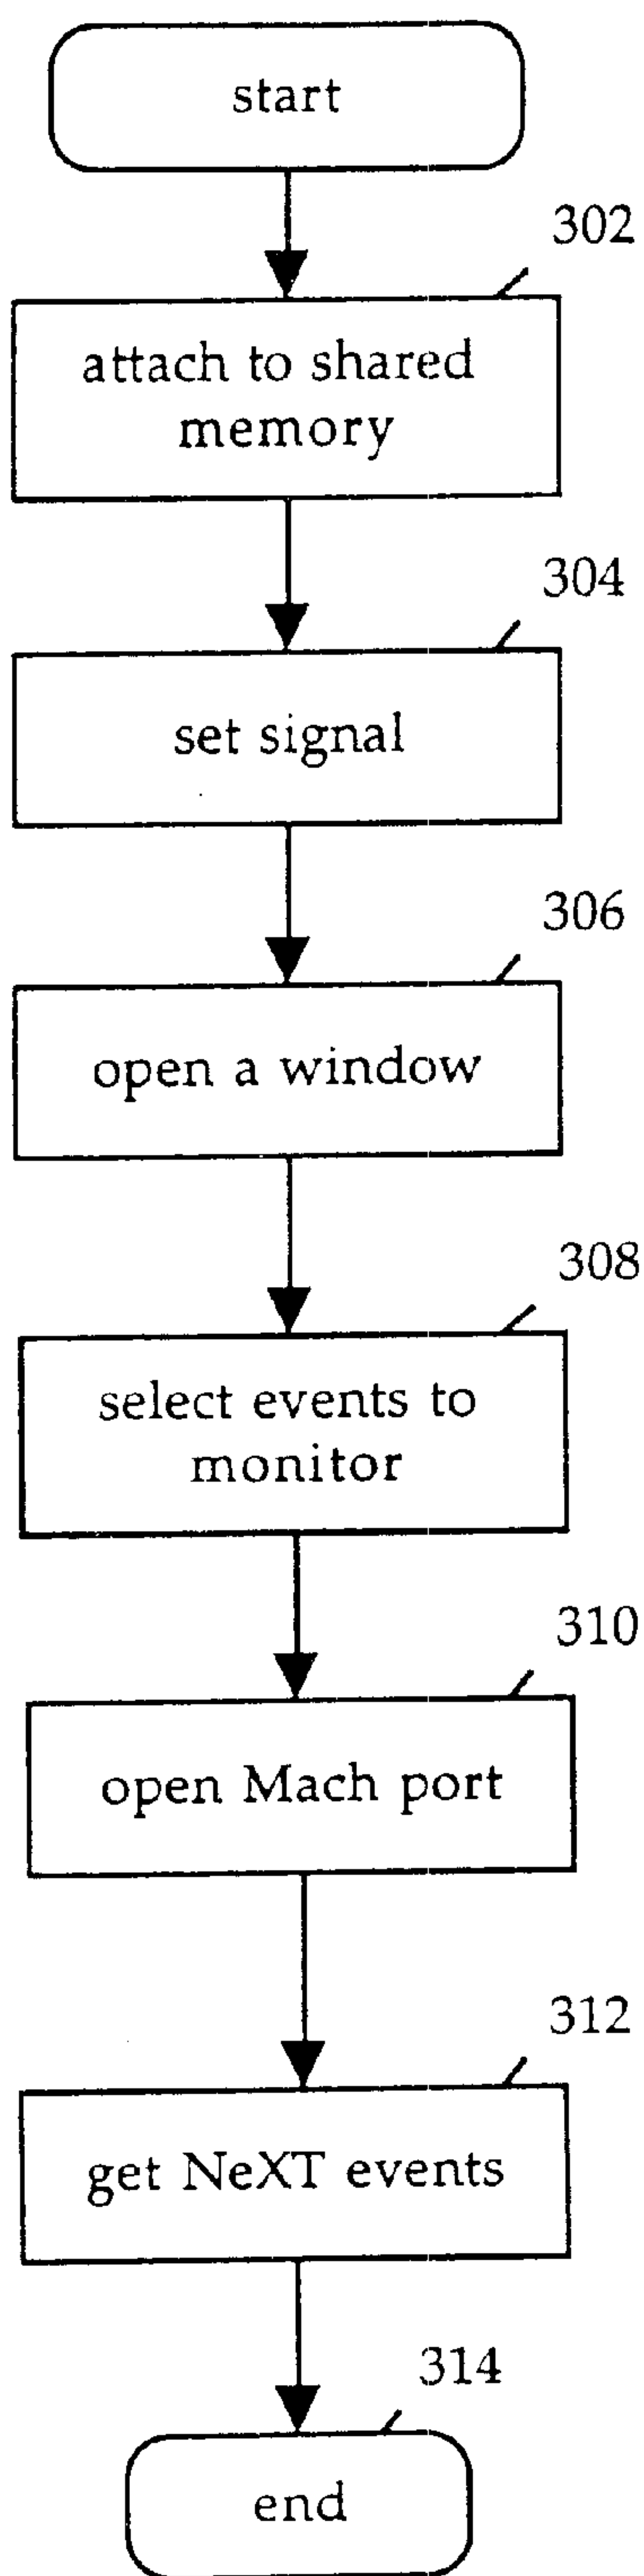 start
302
attach to shared
memory
304
set signal
306
open a window
308
select events to
monitor
310
open Mach port
312
get NeXT events
314
end